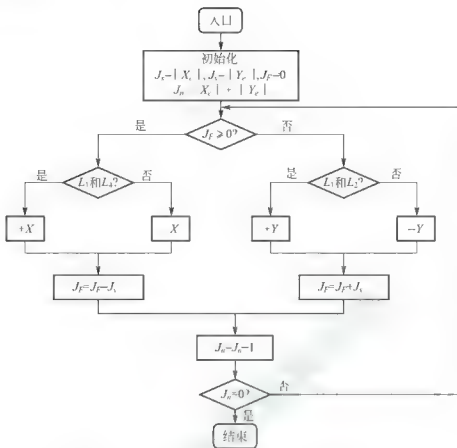 入口
初始化
J_x=|X_e|, J_y=|Y_e|, J_F=0
J_n |X_e| + |Y_e|
是
J_F ≥ 0?
否
是
L_1和L_4?
否
是
L_1和L_2?
否
+X
X
+Y
-Y
J_F=J_F-J_y
J_F=J_F+J_x
J_n=J_n-1
J_n=0?
否
是
结束